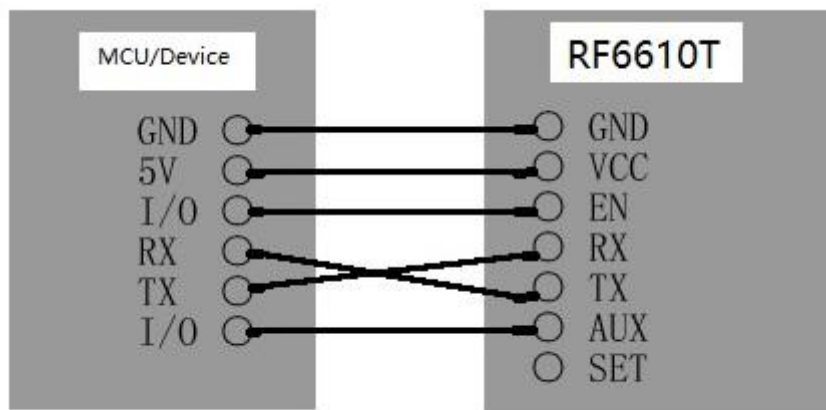 MCU/Device
GND
5V
I/O
RX
TX
I/O
RF6610T
GND
VCC
EN
RX
TX
AUX
SET